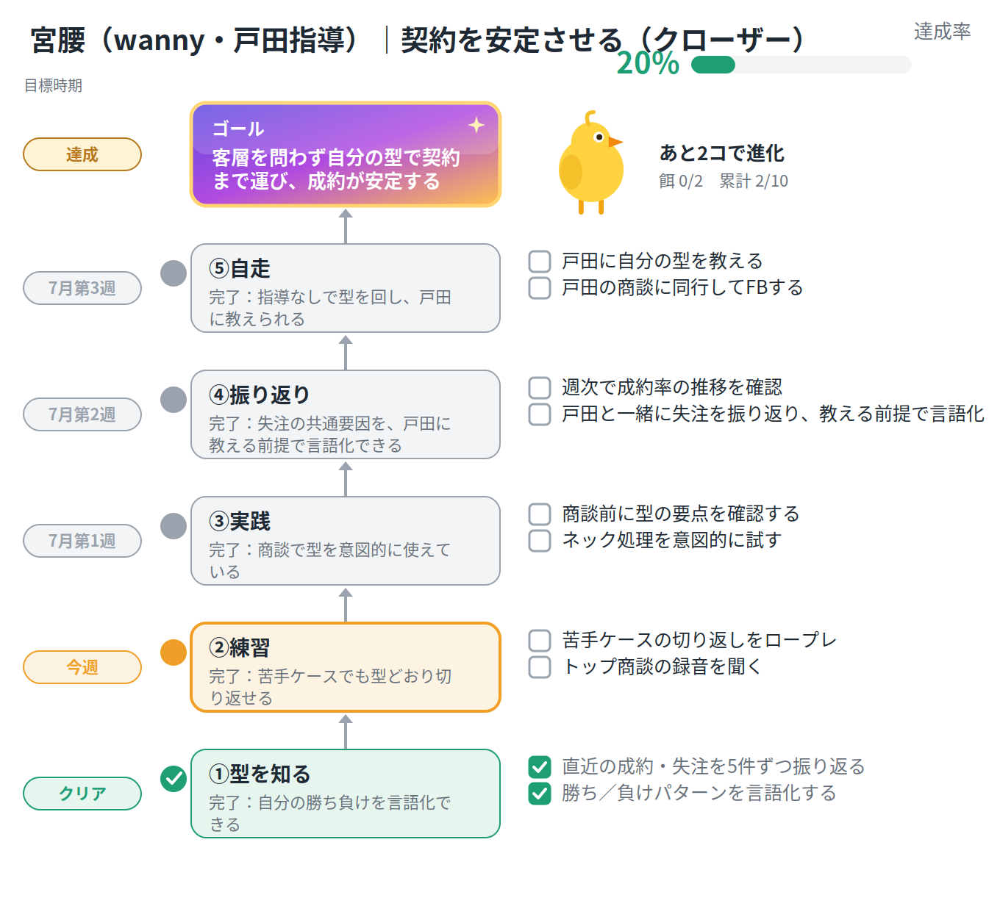 宮腰（wanny・戸田指導）｜契約を安定させる（クローザー）
達成率
20%
目標時期
達成
ゴール
客層を問わず自分の型で契約
まで運び、成約が安定する
あと2コで進化
餌 0/2　累計 2/10
7月第3週
⑤自走
完了：指導なしで型を回し、戸田
に教えられる
戸田に自分の型を教える
戸田の商談に同行してFBする
7月第2週
④振り返り
完了：失注の共通要因を、戸田に
教える前提で言語化できる
週次で成約率の推移を確認
戸田と一緒に失注を振り返り、教える前提で言語化
7月第1週
③実践
完了：商談で型を意図的に使えて
いる
商談前に型の要点を確認する
ネック処理を意図的に試す
今週
②練習
完了：苦手ケースでも型どおり切
り返せる
苦手ケースの切り返しをロープレ
トップ商談の録音を聞く
クリア
①型を知る
完了：自分の勝ち負けを言語化で
きる
直近の成約・失注を5件ずつ振り返る
勝ち／負けパターンを言語化する